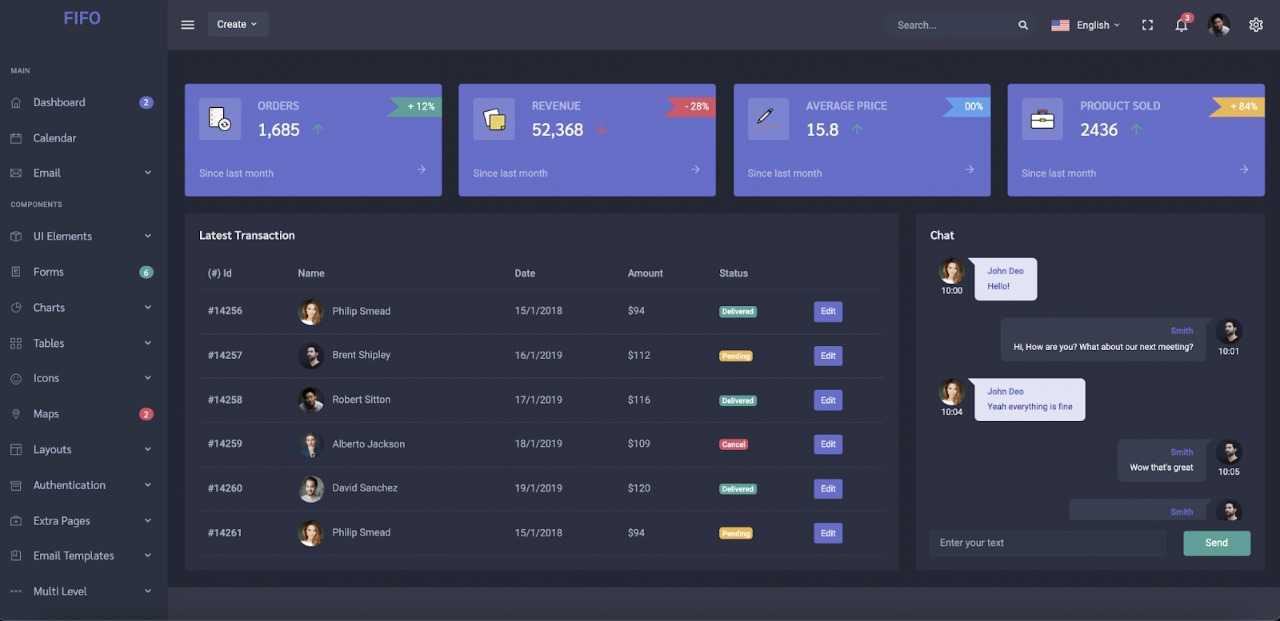 FIFO
Create
Search...
English
3
MAIN
Dashboard 2
Calendar
Email
COMPONENTS
UI Elements
Forms 6
Charts
Tables
Icons
Maps 2
Layouts
Authentication
Extra Pages
Email Templates
Multi Level
ORDERS + 12%
1,685
Since last month
REVENUE - 28%
52,368
Since last month
AVERAGE PRICE 00%
15.8
Since last month
PRODUCT SOLD + 84%
2436
Since last month
Latest Transaction
(#) Id Name Date Amount Status
#14256 Philip Smead 15/1/2018 $94 Delivered Edit
#14257 Brent Shipley 16/1/2019 $112 Pending Edit
#14258 Robert Sitton 17/1/2019 $116 Delivered Edit
#14259 Alberto Jackson 18/1/2019 $109 Cancel Edit
#14260 David Sanchez 19/1/2019 $120 Delivered Edit
#14261 Philip Smead 15/1/2018 $94 Pending Edit
Chat
John Deo
Hello!
10:00
Smith
Hi, How are you? What about our next meeting?
10:01
John Deo
Yeah everything is fine
10:04
Smith
Wow that's great
10:05
Smith
Enter your text Send